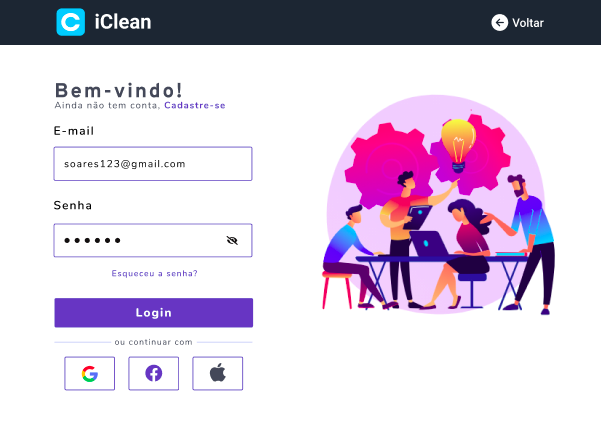 C iClean
Voltar
Bem-vindo!
Ainda não tem conta, Cadastre-se
E-mail
soares123@gmail.com
Senha
Esqueceu a senha?
Login
ou continuar com